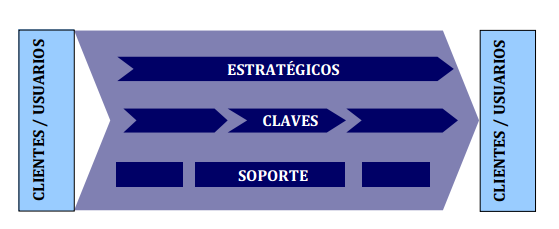 CLIENTES / USUARIOS
ESTRATÉGICOS
CLAVES
SOPORTE
CLIENTES / USUARIOS